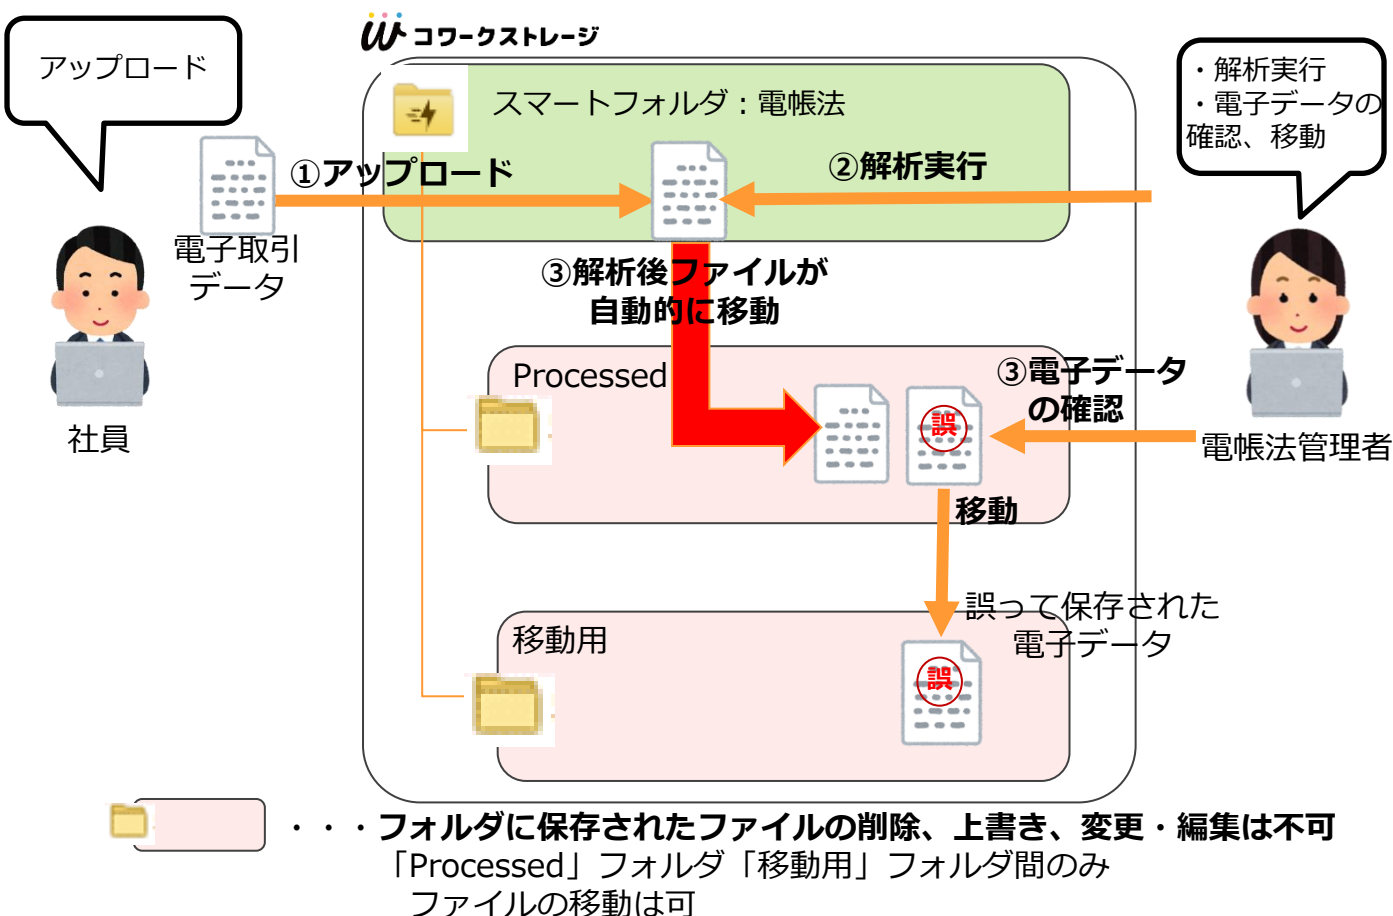 コワークストレージ
アップロード
・解析実行
・電子データの
確認、移動
スマートフォルダ：電帳法
①アップロード
②解析実行
電子取引
データ
③解析後ファイルが
自動的に移動
社員
Processed
③電子データ
の確認
誤
電帳法管理者
移動
誤って保存された
電子データ
移動用
誤
・・・フォルダに保存されたファイルの削除、上書き、変更・編集は不可
「Processed」フォルダ「移動用」フォルダ間のみ
ファイルの移動は可